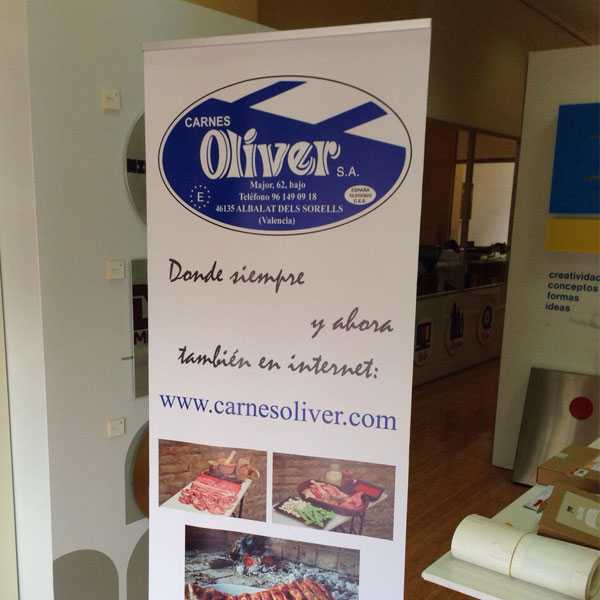 CARNES
Oliver
S.A.
Major, 62, bajo
Teléfono 96 149 09 18
46135 ALBALAT DELS SORELLS
(Valencia)
E
ESPAÑA
C.E.E.
Donde siempre
y ahora
también en internet:
www.carnesoliver.com
creatividad
conceptos
formas
ideas